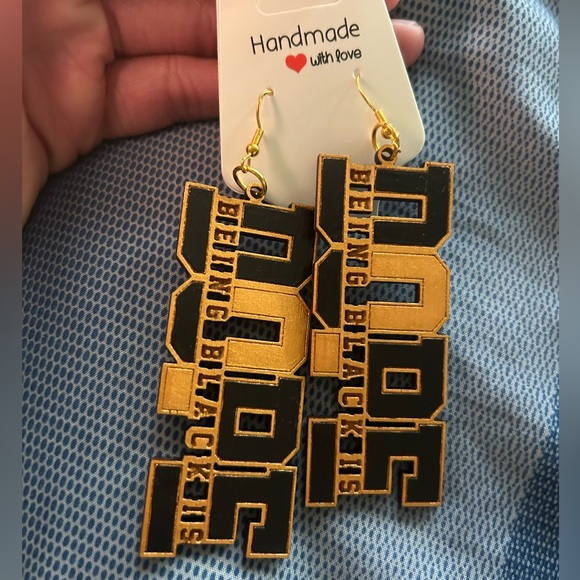 Handmade
with love
BEING BLACK IS
DOPE
BEING BLACK IS
DOPE